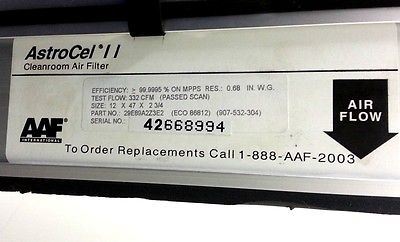 AstroCel® I I
Cleanroom Air Filter
EFFICIENCY: ≥ 99.9995 % ON MPPS RES.: 0.68 IN. W.G.
TEST FLOW: 332 CFM (PASSED SCAN)
SIZE: 12 X 47 X 2 3/4
PART NO.: 29E89A2Z3E2 (ECO 86812) (907-532-304)
SERIAL NO.: 42668994
AAF
INTERNATIONAL
AIR
FLOW
To Order Replacements Call 1-888-AAF-2003